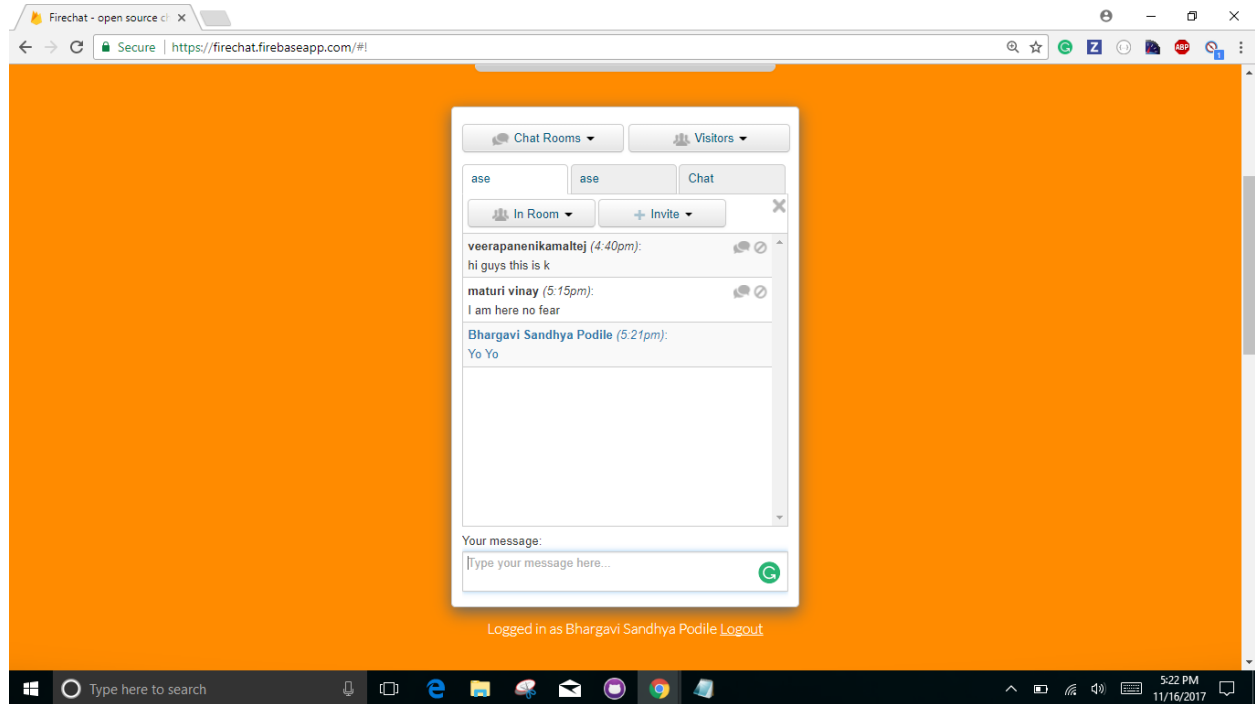 Firechat - open source ch
Secure | https://firechat.firebaseapp.com/#!
Z ABP 1
Chat Rooms Visitors
ase ase Chat
In Room Invite
veerapanenikamaltej (4:40pm):
hi guys this is k
maturi vinay (5:15pm):
I am here no fear
Bhargavi Sandhya Podile (5:21pm):
Yo Yo
Your message:
Type your message here...
Logged in as Bhargavi Sandhya Podile Logout
Type here to search
5:22 PM
11/16/2017